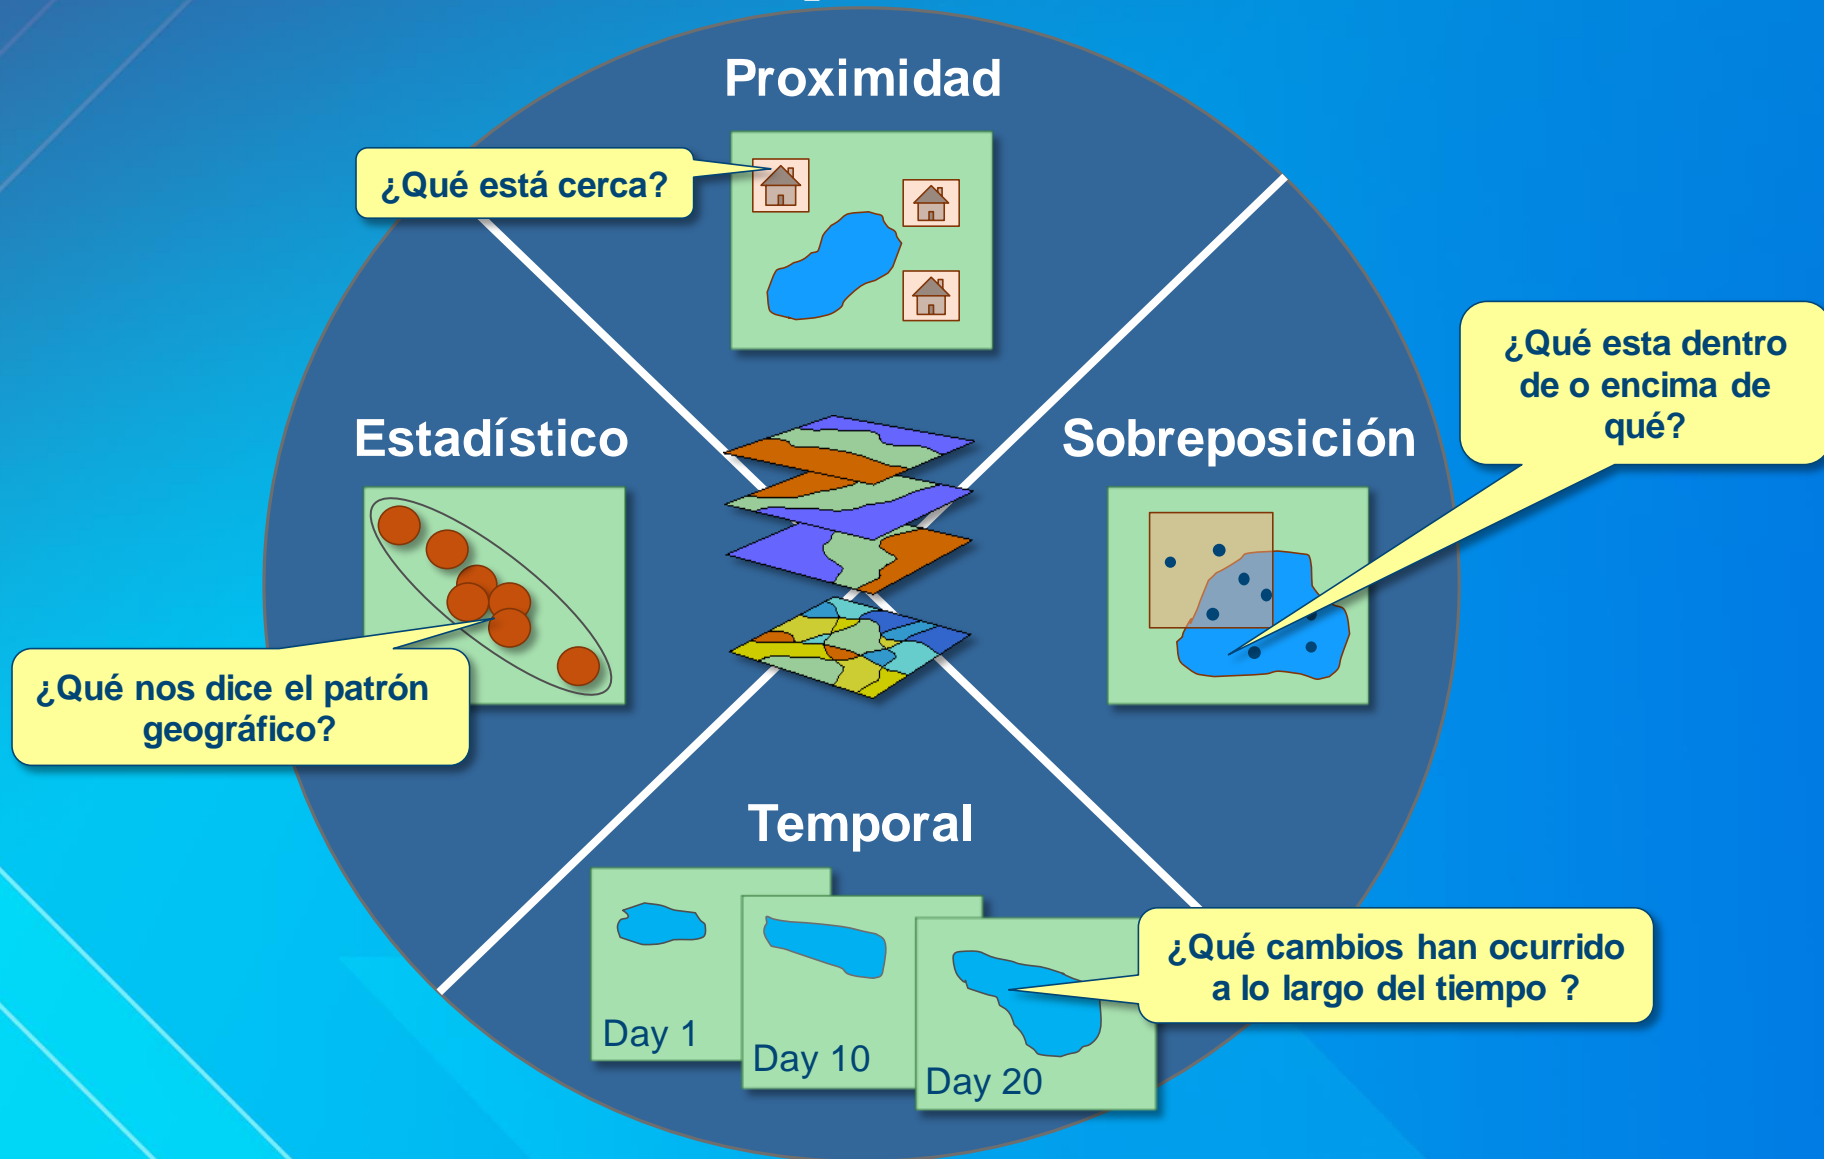 Proximidad
¿Qué está cerca?
¿Qué esta dentro
de o encima de
qué?
Estadístico
Sobreposición
¿Qué nos dice el patrón
geográfico?
Temporal
¿Qué cambios han ocurrido
a lo largo del tiempo ?
Day 1
Day 10
Day 20